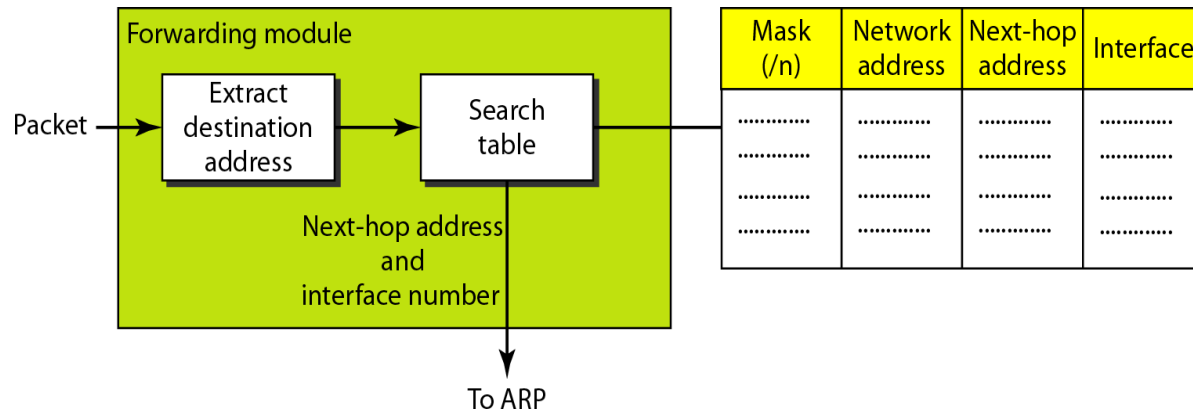 Forwarding module
Packet
Extract
destination
address
Search
table
Next-hop address
and
interface number
To ARP
Mask
(/n)
Network
address
Next-hop
address
Interface